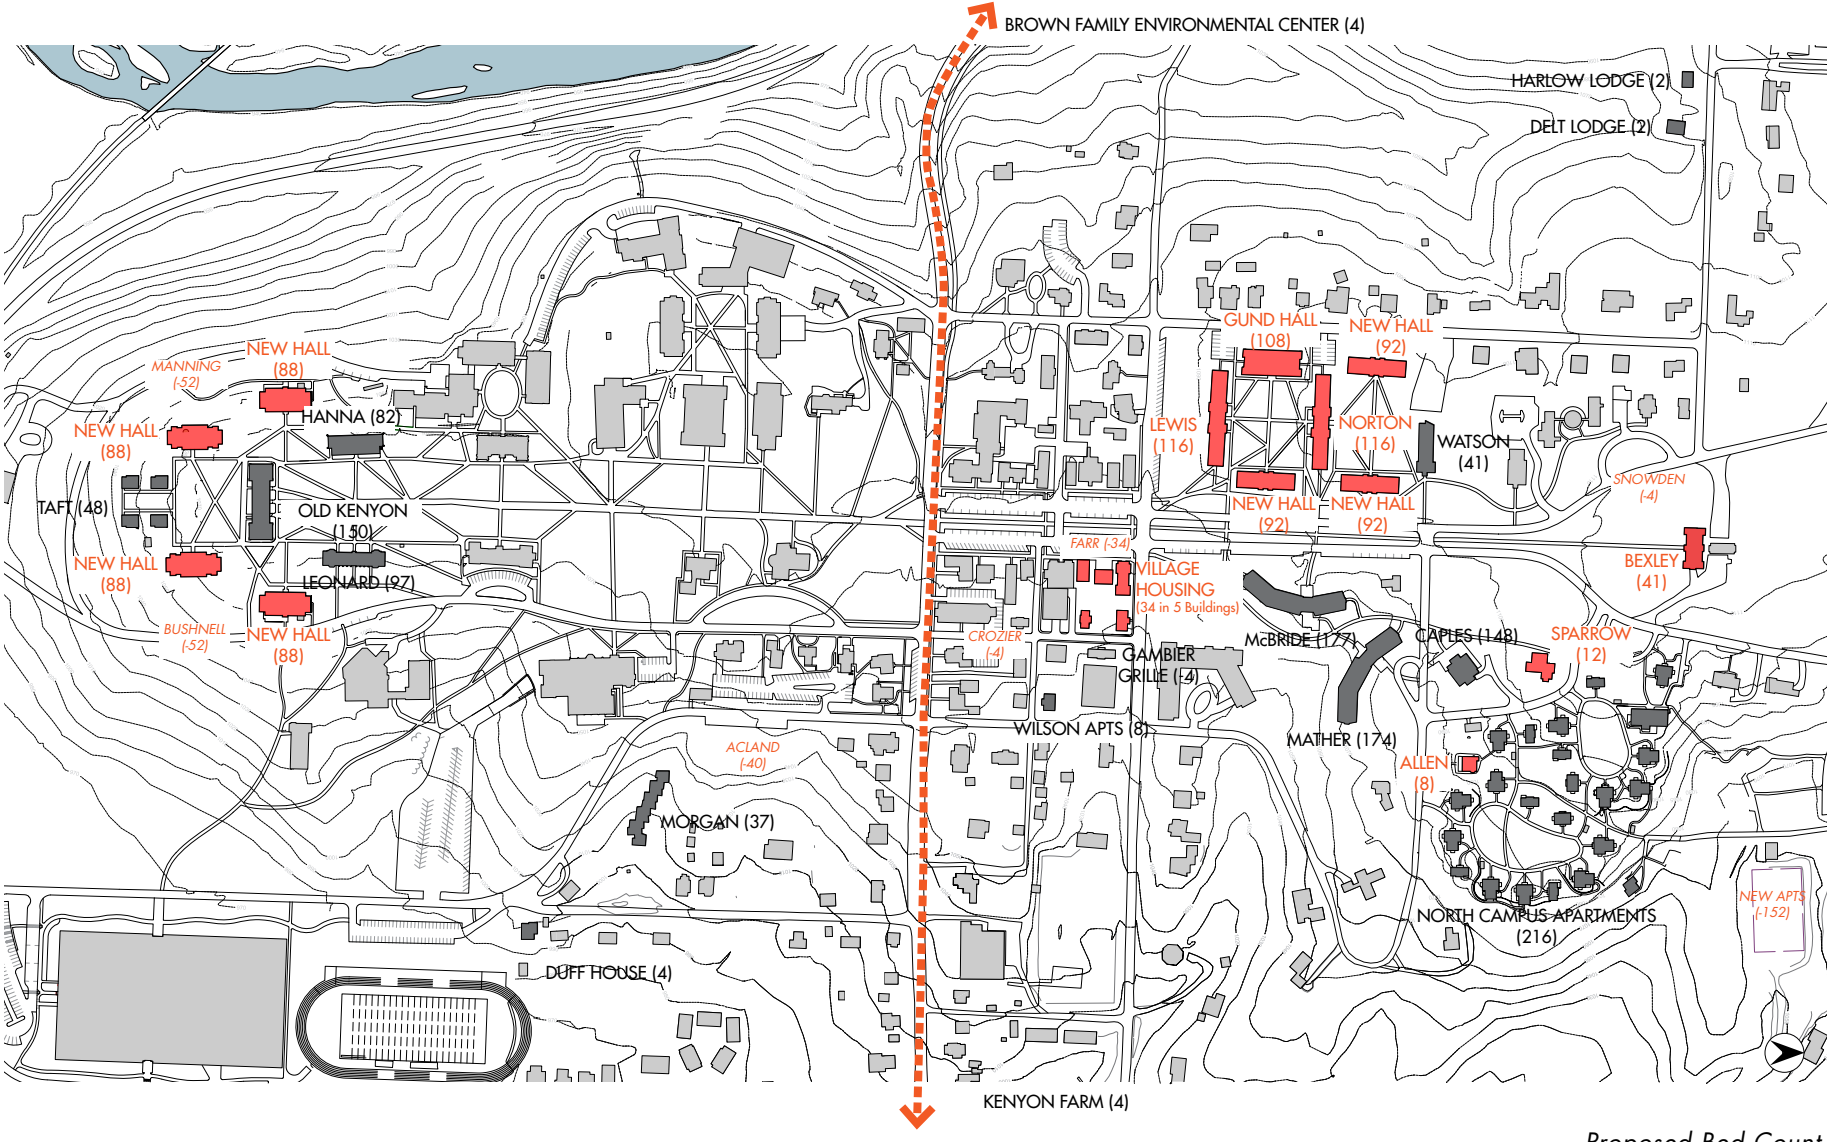 BROWN FAMILY ENVIRONMENTAL CENTER (4)
HARLOW LODGE (2)
DELT LODGE (2)
GUND HALL
(108)
NEW HALL
(92)
NEW HALL
(88)
MANNING
(-52)
HANNA (82)
NEW HALL
(88)
LEWIS
(116)
NORTON
(116)
WATSON
(41)
SNOWDEN
(-4)
TAFT (48)
OLD KENYON
(150)
NEW HALL
(92)
NEW HALL
(92)
FARR (-34)
NEW HALL
(88)
LEONARD (97)
VILLAGE
HOUSING
(34 in 5 Buildings)
BEXLEY
(41)
BUSHNELL
(-52)
NEW HALL
(88)
CROZIER
(-4)
McBRIDE (177)
CAPLES (148)
SPARROW
(12)
GAMBIER
GRILLE (-4)
WILSON APTS (8)
MATHER (174)
ACLAND
(-40)
ALLEN
(8)
MORGAN (37)
NEW APTS
(-152)
NORTH CAMPUS APARTMENTS
(216)
DUFF HOUSE (4)
KENYON FARM (4)
Proposed Bed Count